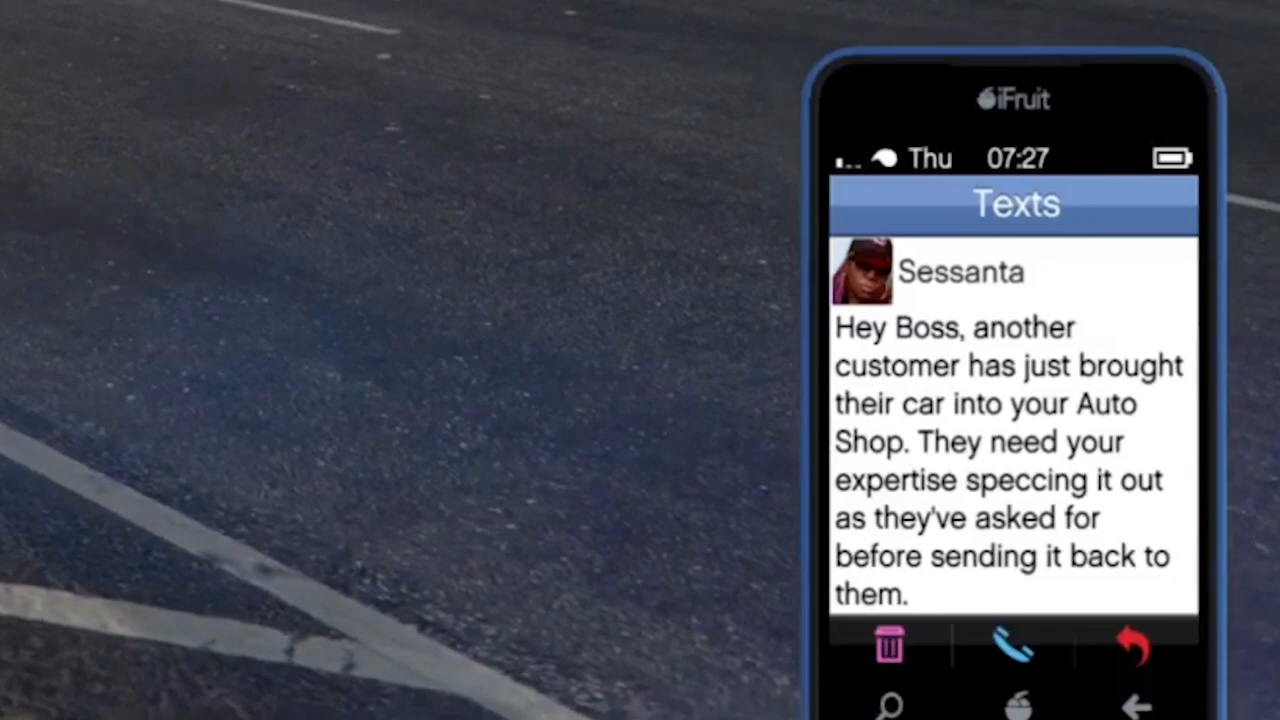 iFruit
Thu 07:27
Texts
Sessanta
Hey Boss, another
customer has just brought
their car into your Auto
Shop. They need your
expertise speccing it out
as they've asked for
before sending it back to
them.